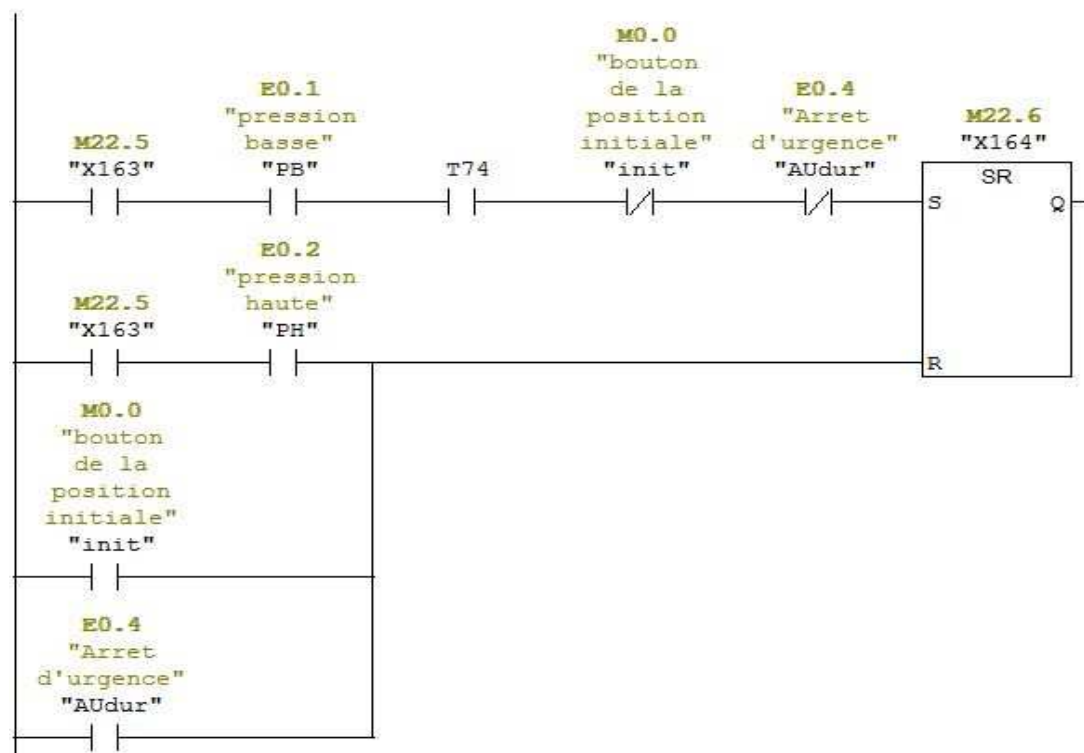 M0.0
"bouton
de la
position
initiale"
"init"
E0.1
"pression
basse"
"PB"
E0.4
"Arret
d'urgence"
"AUdur"
M22.5
"X163"
T74
M22.6
"X164"
SR
S
Q
E0.2
"pression
haute"
"PH"
M22.5
"X163"
R
M0.0
"bouton
de la
position
initiale"
"init"
E0.4
"Arret
d'urgence"
"AUdur"